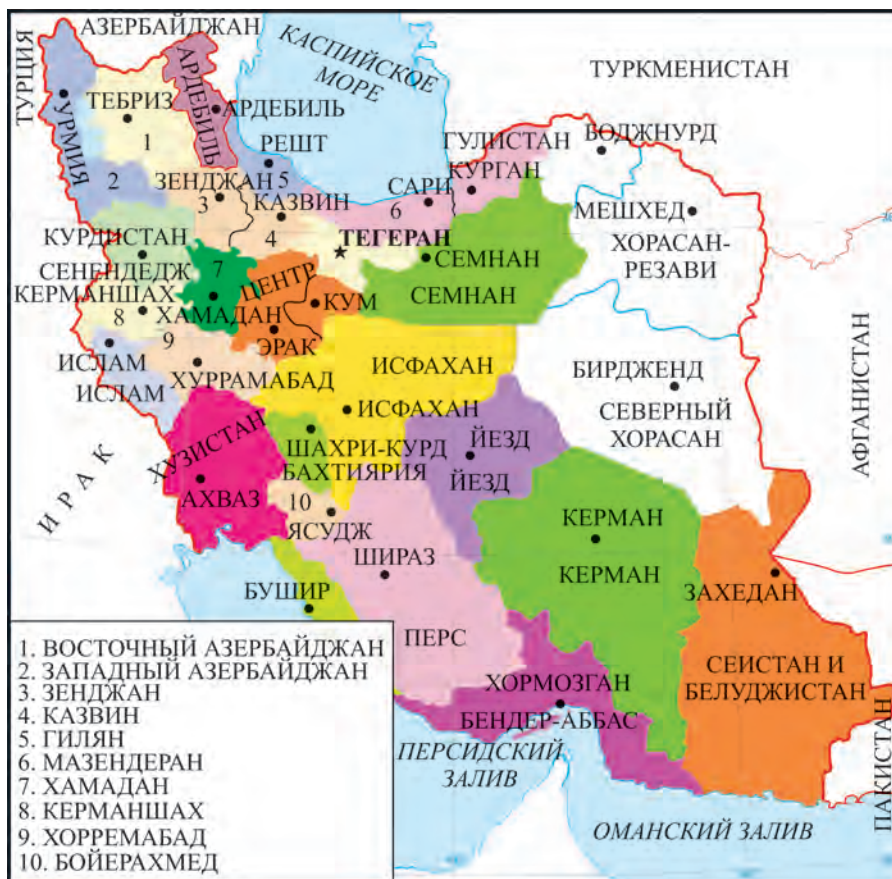 АЗЕРБАЙДЖАН
ТУРЦИЯ
КАСПИЙСКОЕ
МОРЕ
ТУРКМЕНИСТАН
АРДЕБИЛЬ
ТЕБРИЗ
1
АРДЕБИЛЬ
УРМИЯ
2
РЕШТ
5
ГУЛИСТАН
КУРГАН
ВОДЖНУРД
ЗЕНДЖАН
3
КАЗВИН
4
САРИ
6
МЕШХЕД
ХОРАСАН-
РЕЗАВИ
КУРДИСТАН
СЕНЕНДЕДЖ
ТЕГЕРАН
СЕМНАН
СЕМНАН
КЕРМАНШАХ
8
7
ХАМАДАН
ЦЕНТР
КУМ
ЭРАК
9
ХУРРАМАБАД
ИСЛАМ
ИСЛАМ
ИСФАХАН
ИСФАХАН
БИРДЖЕНД
СЕВЕРНЫЙ
ХОРАСАН
АФГАНИСТАН
ИРАК
ХУЗИСТАН
АХВАЗ
ШАХРИ-КУРД
БАХТИЯРИЯ
ЙЕЗД
ЙЕЗД
10
ЯСУДЖ
КЕРМАН
КЕРМАН
ШИРАЗ
БУШИР
ЗАХЕДАН
ПЕРС
СЕИСТАН И
БЕЛУДЖИСТАН
ХОРМОЗГАН
БЕНДЕР-АББАС
ПЕРСИДСКИЙ
ЗАЛИВ
ОМАНСКИЙ ЗАЛИВ
ПАКИСТАН
1. ВОСТОЧНЫЙ АЗЕРБАЙДЖАН
2. ЗАПАДНЫЙ АЗЕРБАЙДЖАН
3. ЗЕНДЖАН
4. КАЗВИН
5. ГИЛЯН
6. МАЗЕНДЕРАН
7. ХАМАДАН
8. КЕРМАНШАХ
9. ХОРРЕМАБАД
10. БОЙЕРАХМЕД